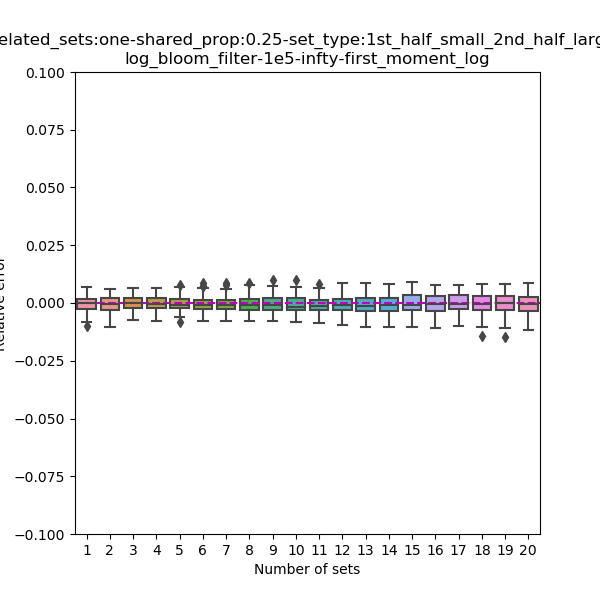 elated_sets:one-shared_prop:0.25-set_type:1st_half_small_2nd_half_larg
log_bloom_filter-1e5-infty-first_moment_log
0.100
0.075
0.050
0.025
0.000
−0.025
−0.050
−0.075
−0.100
Relative error
1 2 3 4 5 6 7 8 9 10 11 12 13 14 15 16 17 18 19 20
Number of sets